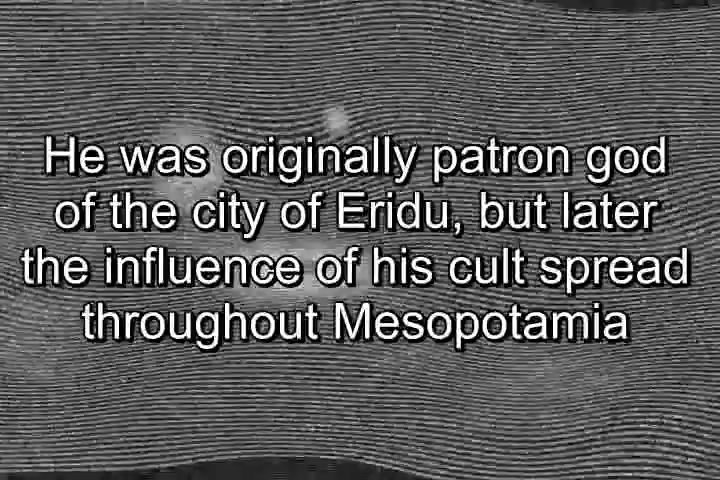 He was originally patron god
of the city of Eridu, but later
the influence of his cult spread
throughout Mesopotamia